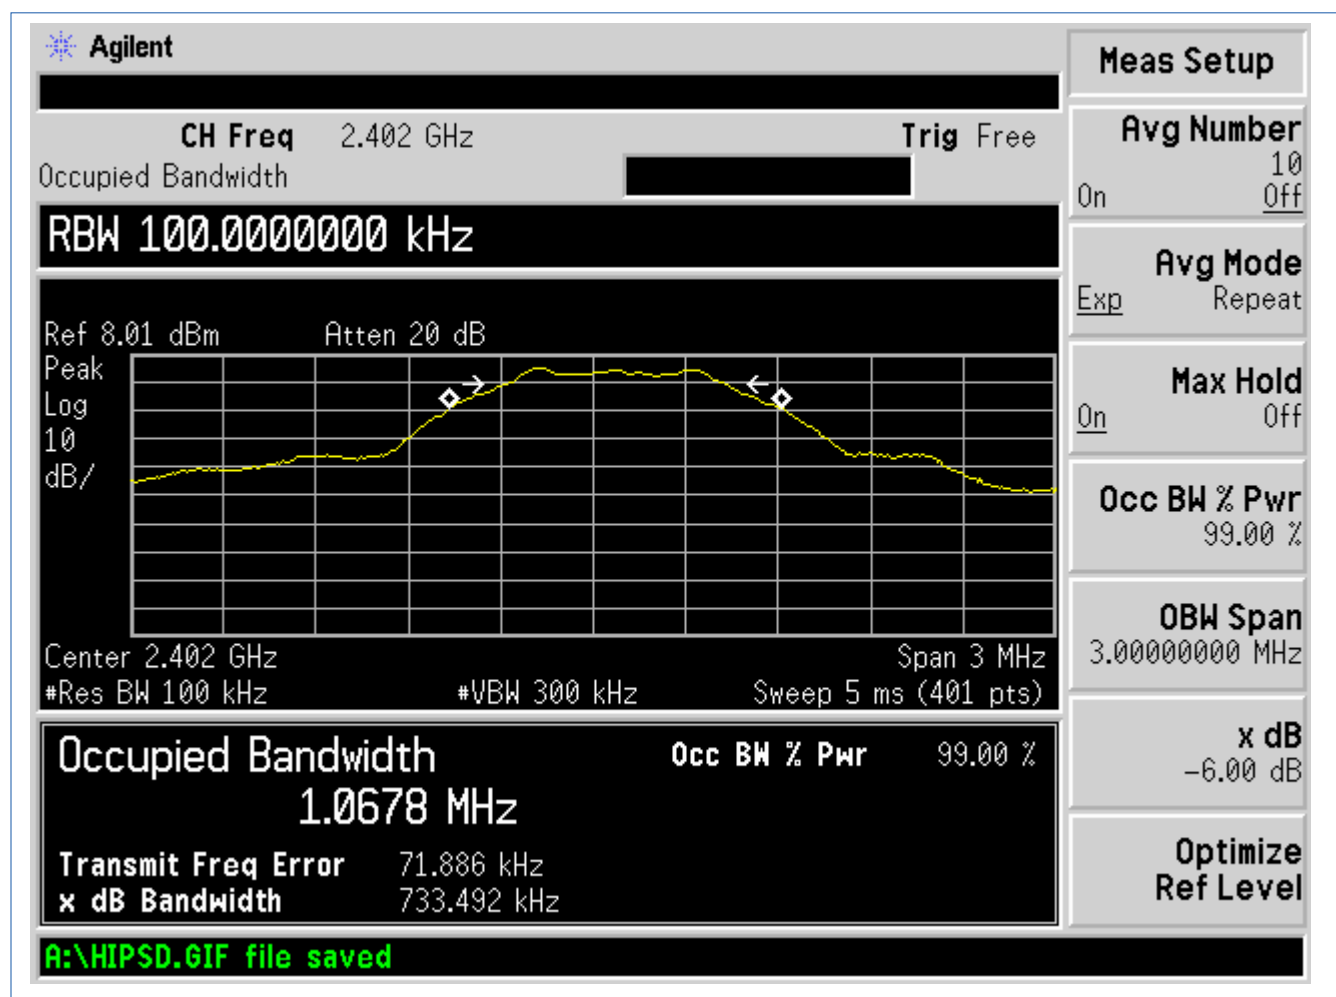 Agilent
CH Freq 2.402 GHz Trig Free
Occupied Bandwidth
RBW 100.0000000 kHz
Ref 8.01 dBm Atten 20 dB
Peak
Log
10
dB/
Center 2.402 GHz Span 3 MHz
#Res BW 100 kHz #VBW 300 kHz Sweep 5 ms (401 pts)
Occupied Bandwidth Occ BW % Pwr 99.00 %
1.0678 MHz
Transmit Freq Error 71.886 kHz
x dB Bandwidth 733.492 kHz
A:\HIPSD.GIF file saved
Meas Setup
Avg Number
10
On Off
Avg Mode
Exp Repeat
Max Hold
On Off
Occ BW % Pwr
99.00 %
OBW Span
3.00000000 MHz
x dB
-6.00 dB
Optimize
Ref Level